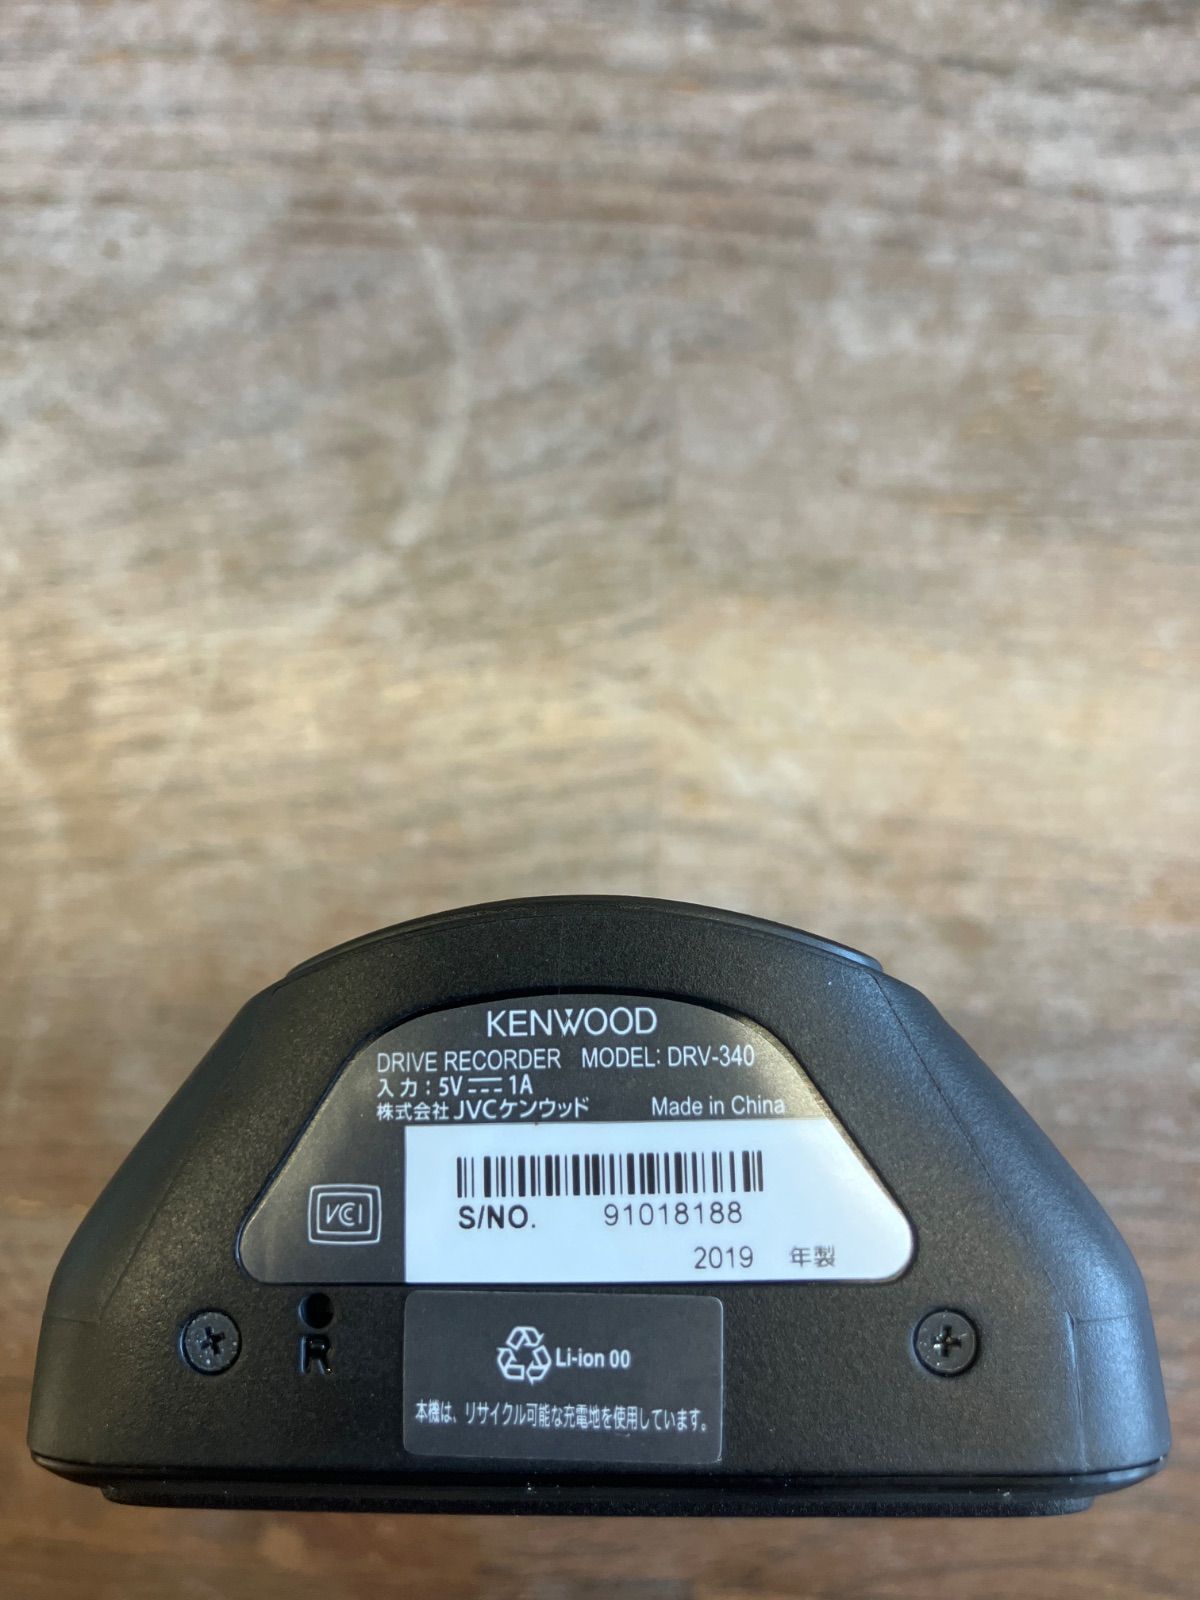 KENWOOD
DRIVE RECORDER MODEL: DRV-340
入力：5V ⎓ 1A
株式会社 JVCケンウッド Made in China
VCCI
S/NO. 91018188
2019 年製
R
Li-ion 00
本機は、リサイクル可能な充電地を使用しています。